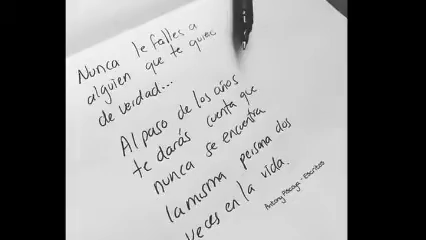 Nunca le falles a
alguien que te quiere
de verdad...
Al paso de los años
te darás cuenta que
nunca se encuentra
la misma persona dos
veces en la vida.
Escritos